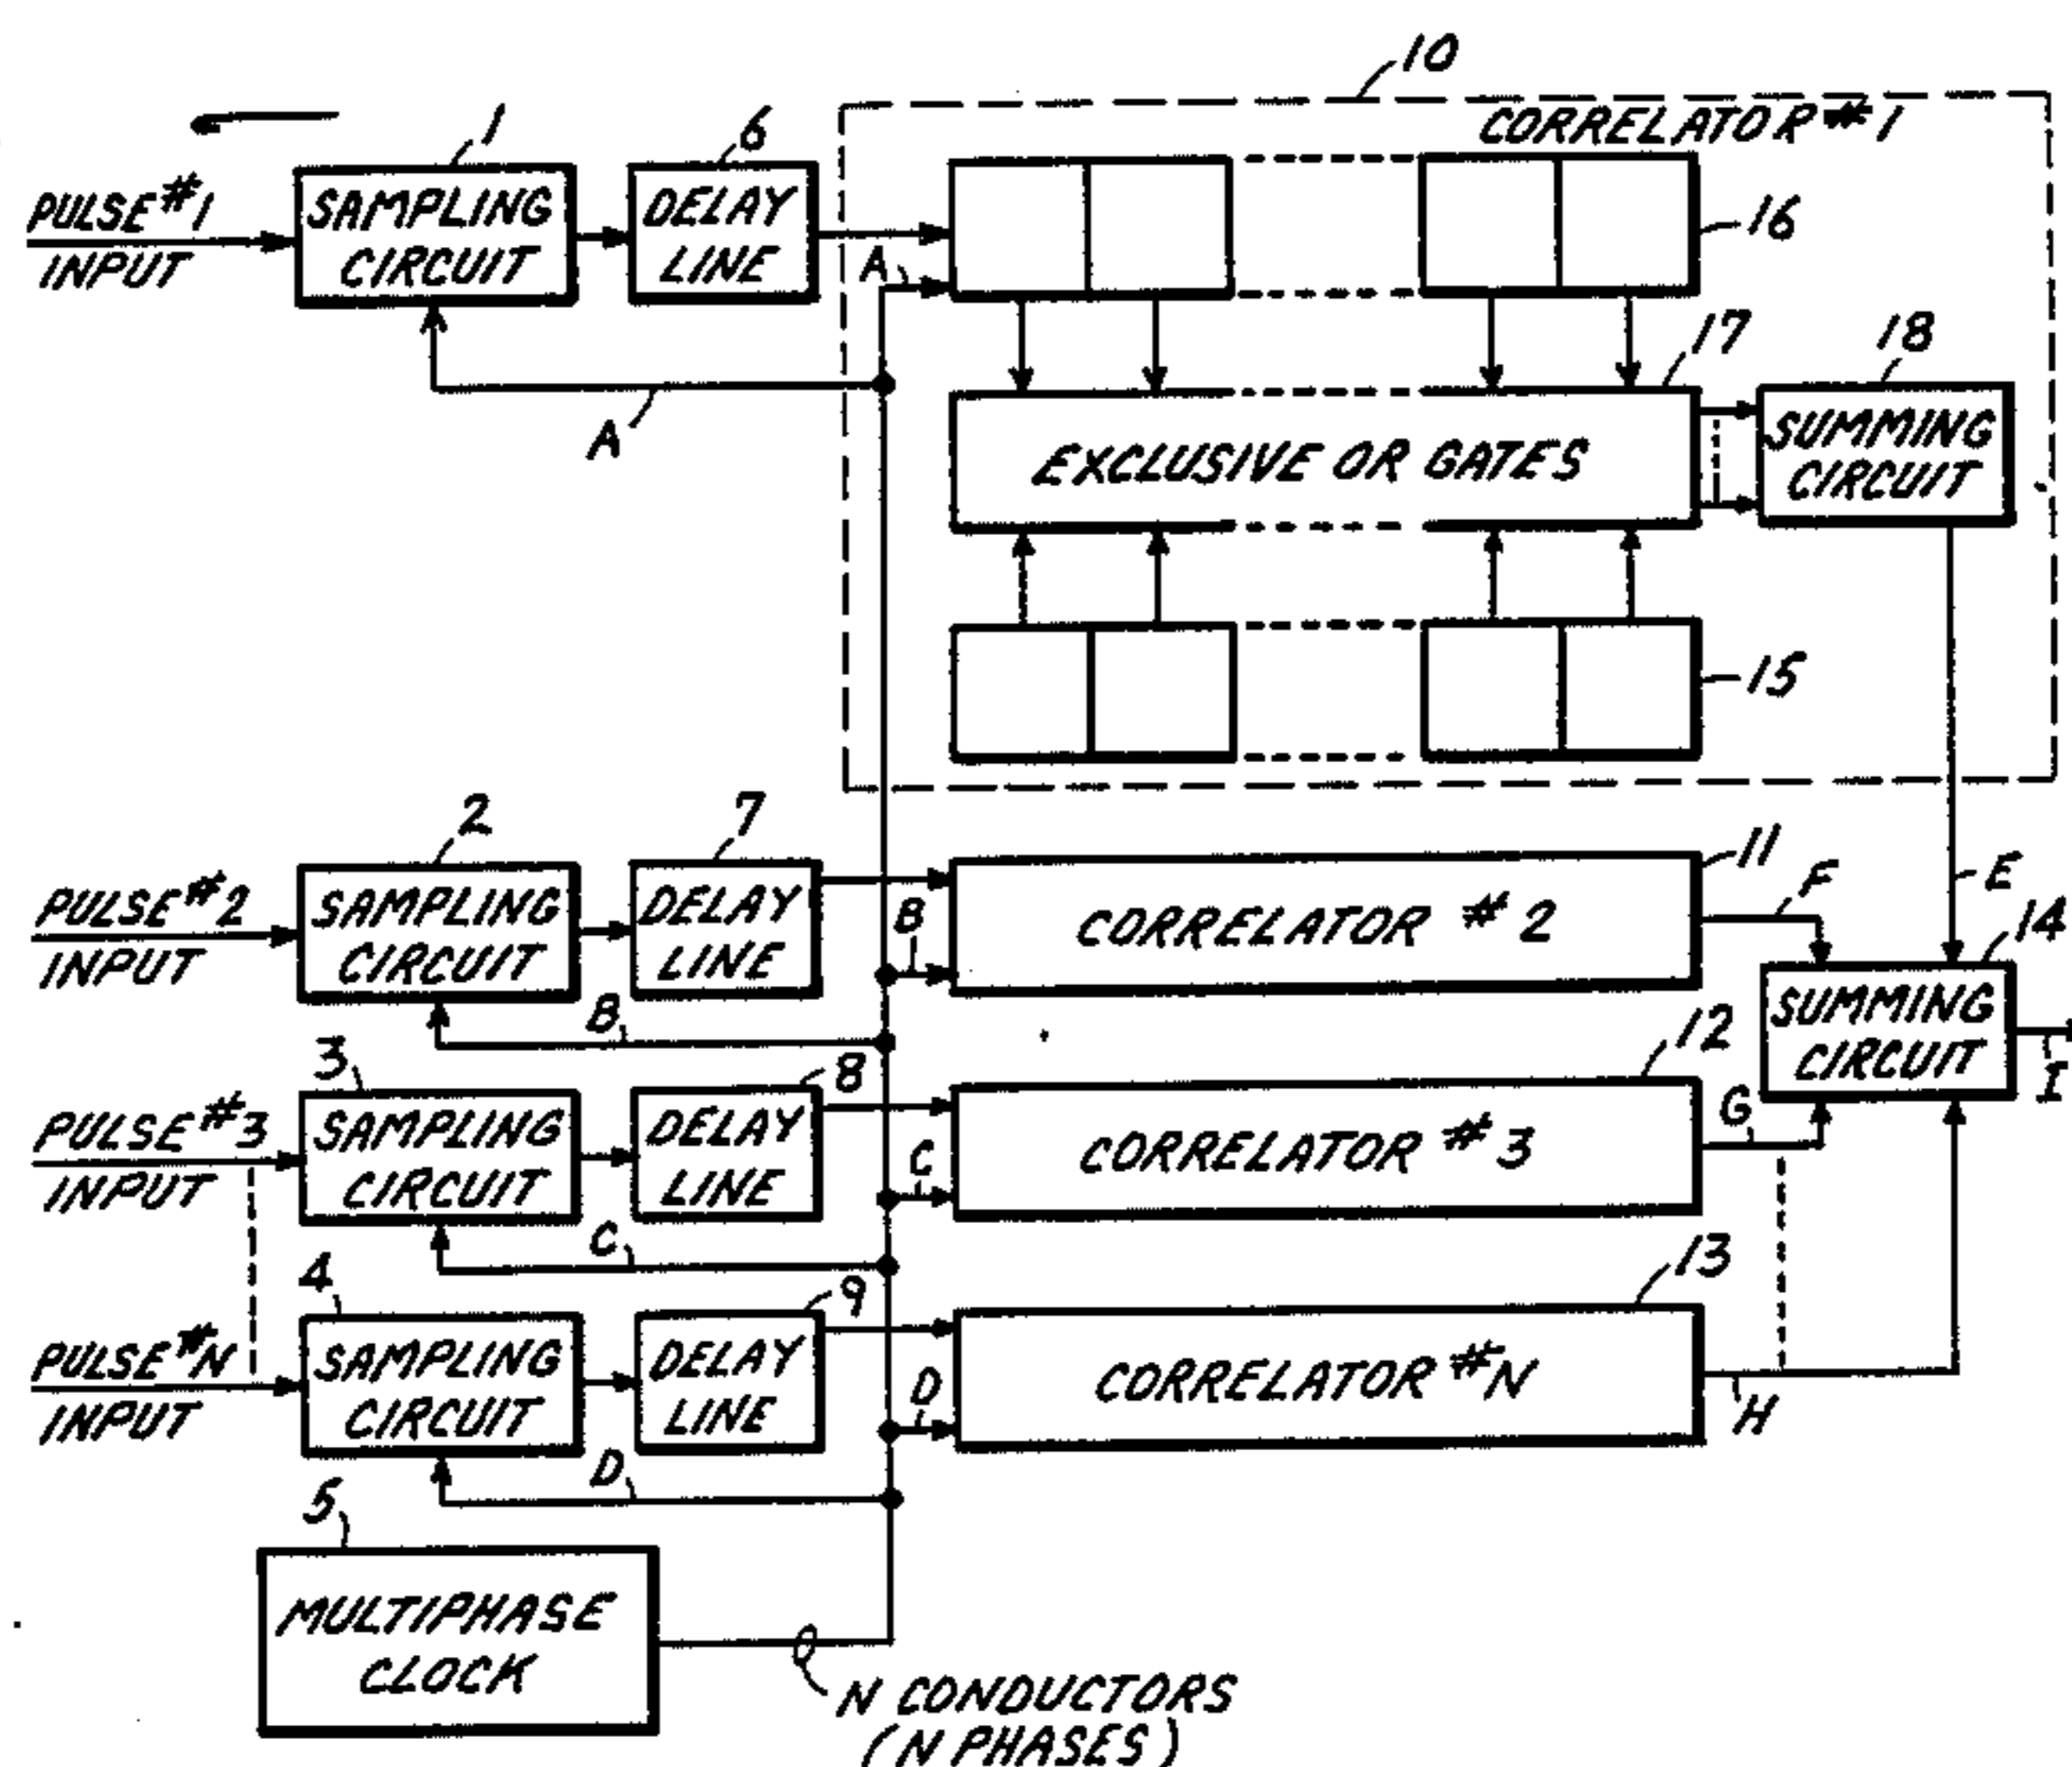 10
CORRELATOR #1
1
6
PULSE #1
INPUT
SAMPLING
CIRCUIT
DELAY
LINE
A
16
A
17
18
EXCLUSIVE OR GATES
SUMMING
CIRCUIT
15
2
7
11
PULSE #2
INPUT
SAMPLING
CIRCUIT
DELAY
LINE
B
CORRELATOR #2
F
E
14
B
SUMMING
CIRCUIT
I
3
8
12
PULSE #3
INPUT
SAMPLING
CIRCUIT
DELAY
LINE
C
CORRELATOR #3
G
C
4
9
13
PULSE #N
INPUT
SAMPLING
CIRCUIT
DELAY
LINE
D
CORRELATOR #N
H
D
5
MULTIPHASE
CLOCK
N CONDUCTORS
(N PHASES)